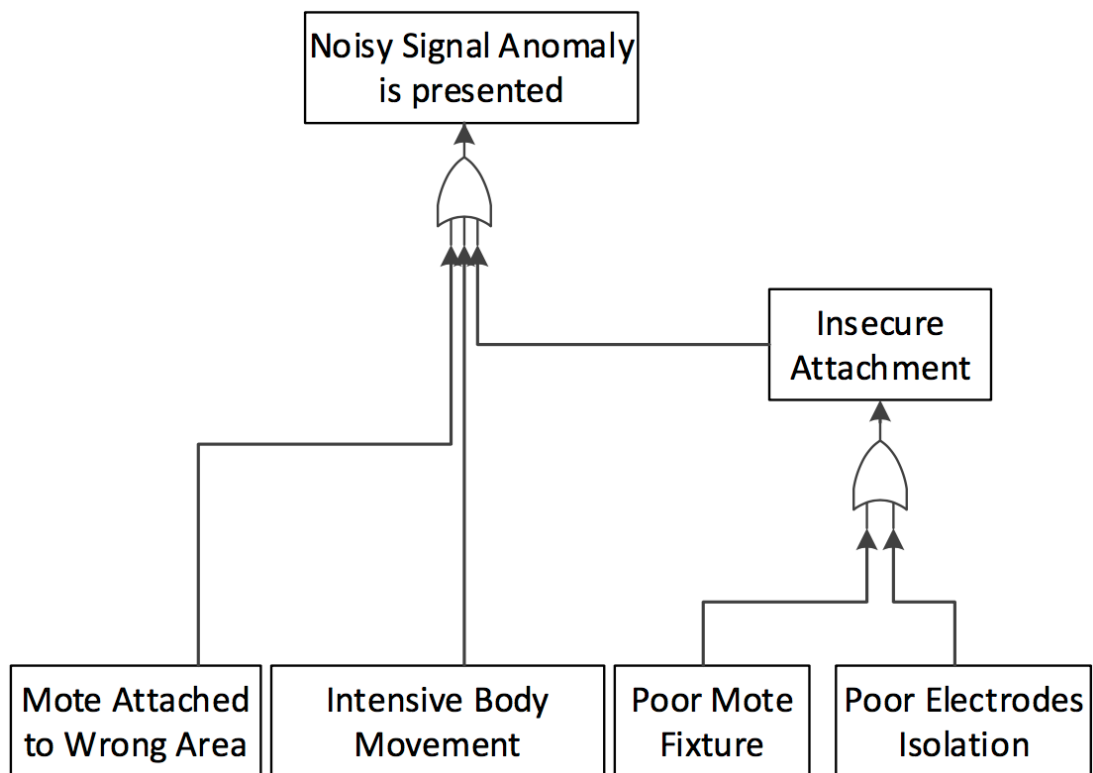 Noisy Signal Anomaly
is presented
Insecure
Attachment
Mote Attached
to Wrong Area
Intensive Body
Movement
Poor Mote
Fixture
Poor Electrodes
Isolation